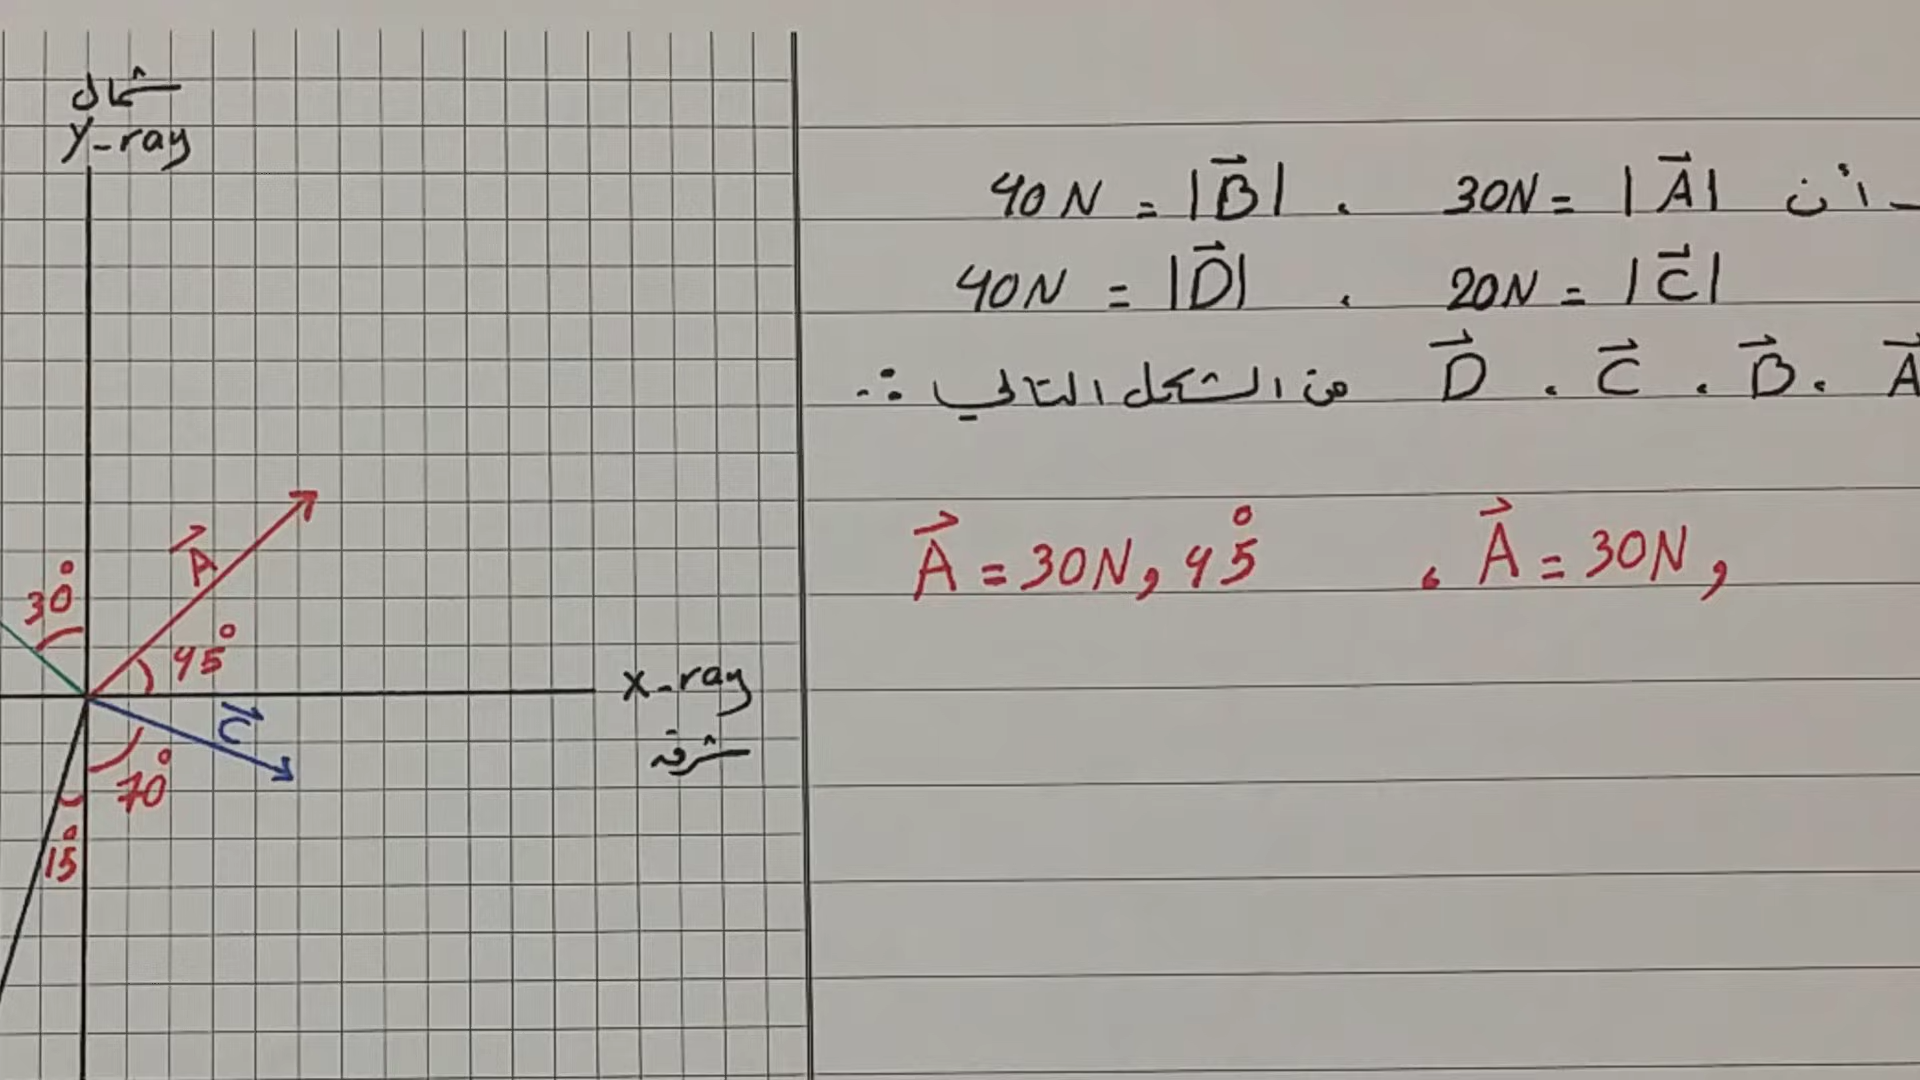 شمال
Y-ray
A
30°
45°
x-ray
شرق
C
70°
15°
أن |A| = 30N ، |B| = 40N
|C| = 20N ، |D| = 40N
A ، B ، C ، D من الشكل التالي :.
A = 30N, 45° ، A = 30N,